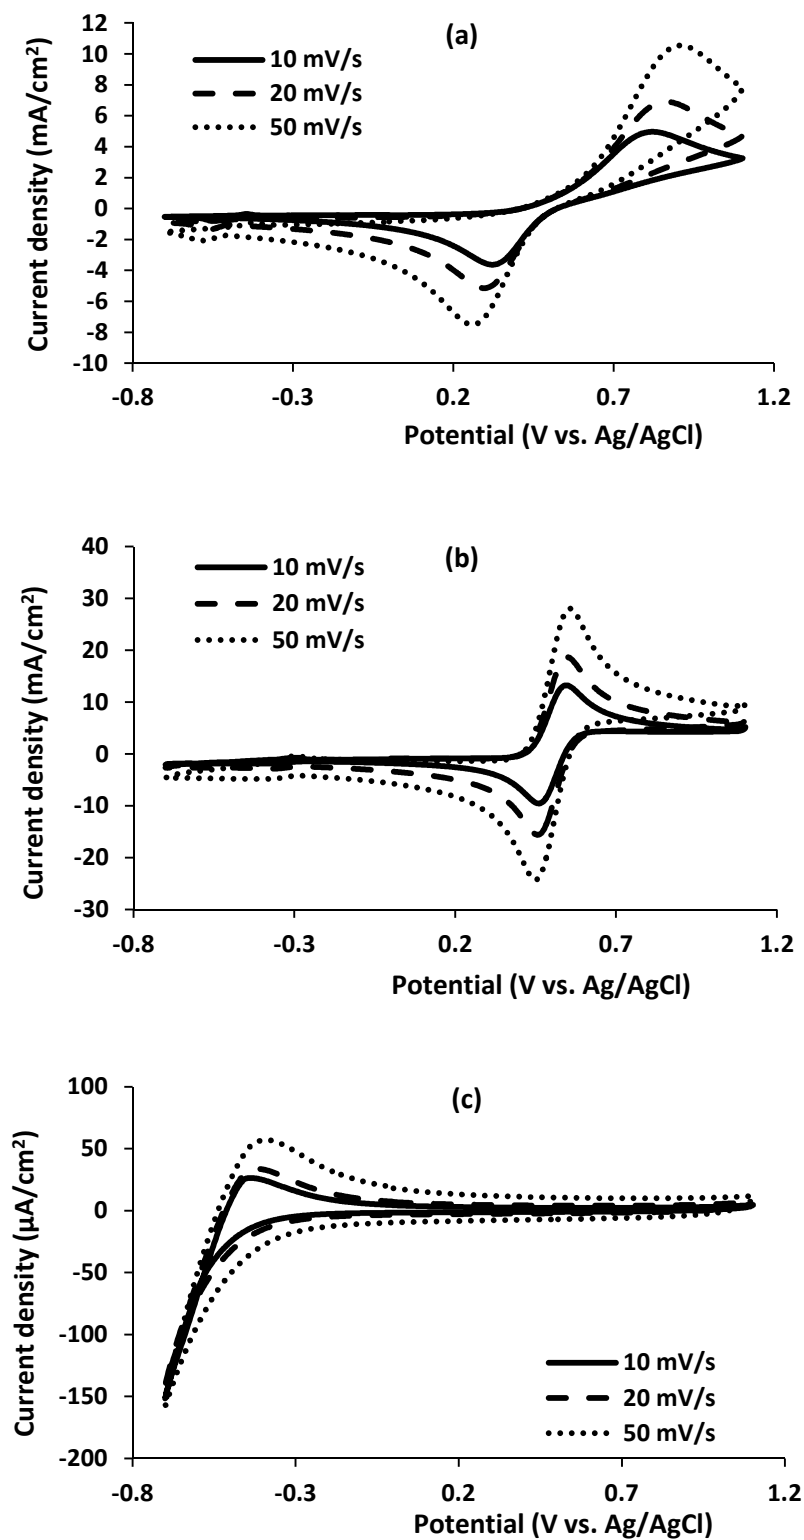 (a)
10 mV/s
20 mV/s
50 mV/s
Current density (mA/cm²)
12
10
8
6
4
2
0
-2
-4
-6
-8
-10
-0.8 -0.3 0.2 0.7 1.2
Potential (V vs. Ag/AgCl)
(b)
10 mV/s
20 mV/s
50 mV/s
Current density (mA/cm²)
40
30
20
10
0
-10
-20
-30
-0.8 -0.3 0.2 0.7 1.2
Potential (V vs. Ag/AgCl)
(c)
Current density (µA/cm²)
100
50
0
-50
-100
-150
-200
10 mV/s
20 mV/s
50 mV/s
-0.8 -0.3 0.2 0.7 1.2
Potential (V vs. Ag/AgCl)